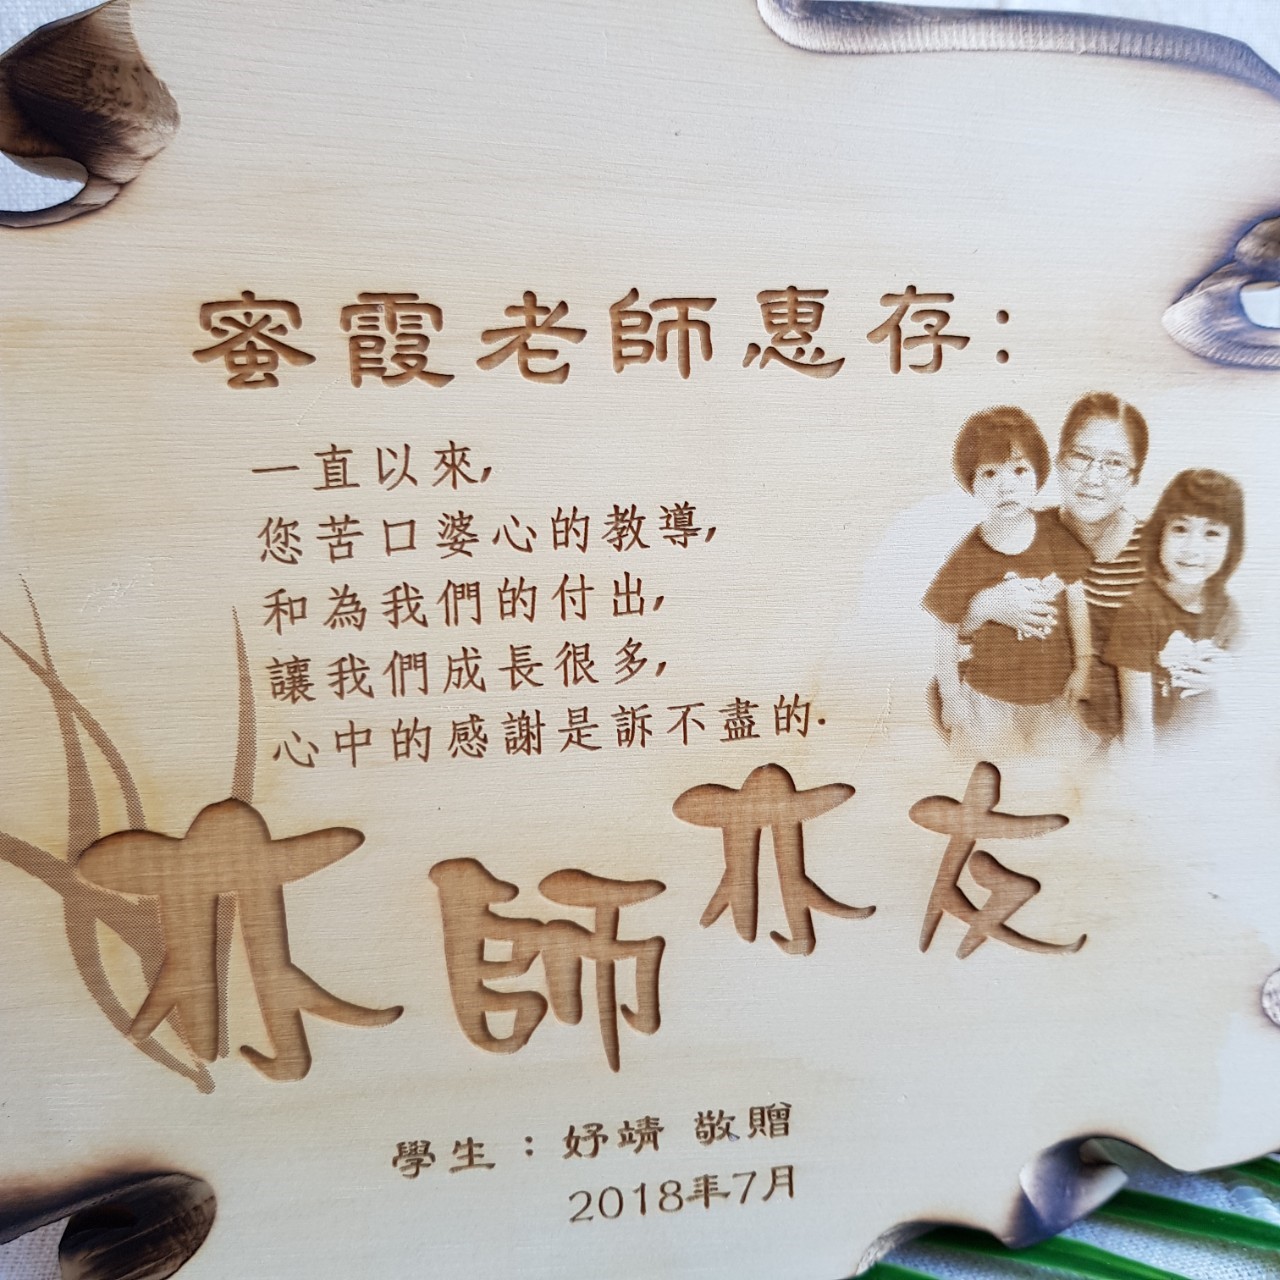 蜜霞老師惠存:
一直以來,
您苦口婆心的教導,
和為我們的付出,
讓我們成長很多,
心中的感謝是訴不盡的.
亦師亦友
學生：妤靖 敬贈
2018年7月